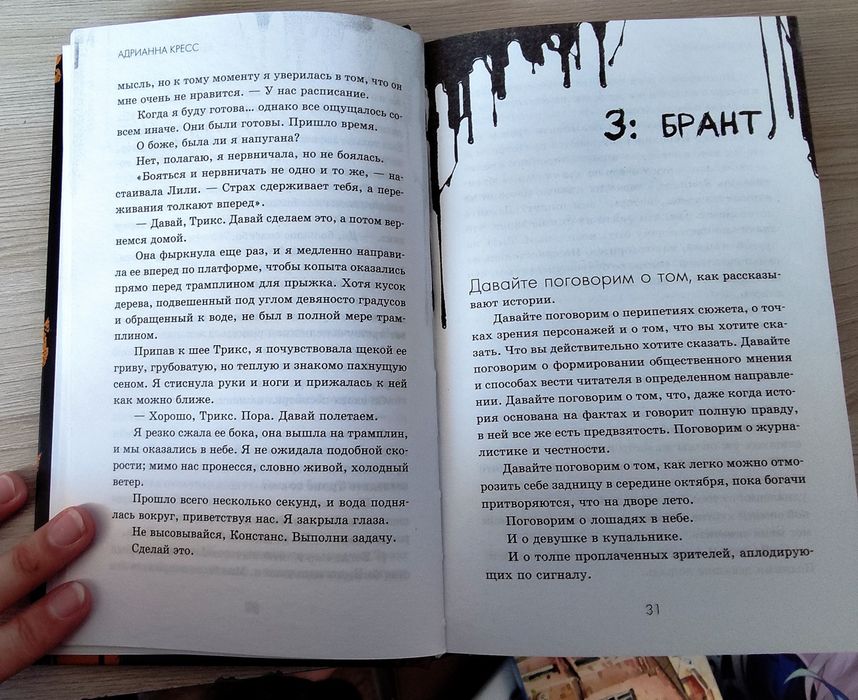 АДРИАННА КРЕСС
мысль, но к тому моменту я уверилась в том, что он
мне очень не нравится. — У нас расписание.
Когда я буду готова... однако все ощущалось со-
всем иначе. Они были готовы. Пришло время.
О боже, была ли я напугана?
Нет, полагаю, я нервничала, но не боялась.
«Бояться и нервничать не одно и то же, — на-
стаивала Лили. — Страх сдерживает тебя, а пере-
живания толкают вперед».
— Давай, Трикс. Давай сделаем это, а потом вер-
немся домой.
Она фыркнула еще раз, и я медленно направи-
ла ее вперед по платформе, чтобы копыта оказались
прямо перед трамплином для прыжка. Хотя кусок
дерева, подвешенный под углом девяносто градусов
и обращенный к воде, не был в полной мере трам-
плином.
Припав к шее Трикс, я почувствовала щекой ее
гриву, грубоватую, но теплую и знакомо пахнущую
сеном. Я стиснула руки и ноги и прижалась к ней
как можно ближе.
— Хорошо, Трикс. Пора. Давай полетаем.
Я резко сжала ее бока, она вышла на трамплин,
и мы оказались в небе. Я не ожидала подобной ско-
рости; мимо нас пронесся, словно живой, холодный
ветер.
Прошло всего несколько секунд, и вода подня-
лась вокруг, приветствуя нас. Я закрыла глаза.
Не высовывайся, Констанс. Выполни задачу.
Сделай это.
3: БРАНТ
Давайте поговорим о том, как рассказы-
вают истории.
Давайте поговорим о перипетиях сюжета, о точ-
ках зрения персонажей и о том, что вы хотите ска-
зать. Что вы действительно хотите сказать. Давайте
поговорим о формировании общественного мнения
и способах вести читателя в определенном направле-
нии. Давайте поговорим о том, что, даже когда исто-
рия основана на фактах и говорит полную правду,
в ней все же есть предвзятость. Поговорим о журна-
листике и честности.
Давайте поговорим о том, как легко можно отмо-
розить себе задницу в середине октября, пока богачи
притворяются, что на дворе лето.
Поговорим о лошадях в небе.
И о девушке в купальнике.
И о толпе проплаченных зрителей, аплодирую-
щих по сигналу.
31